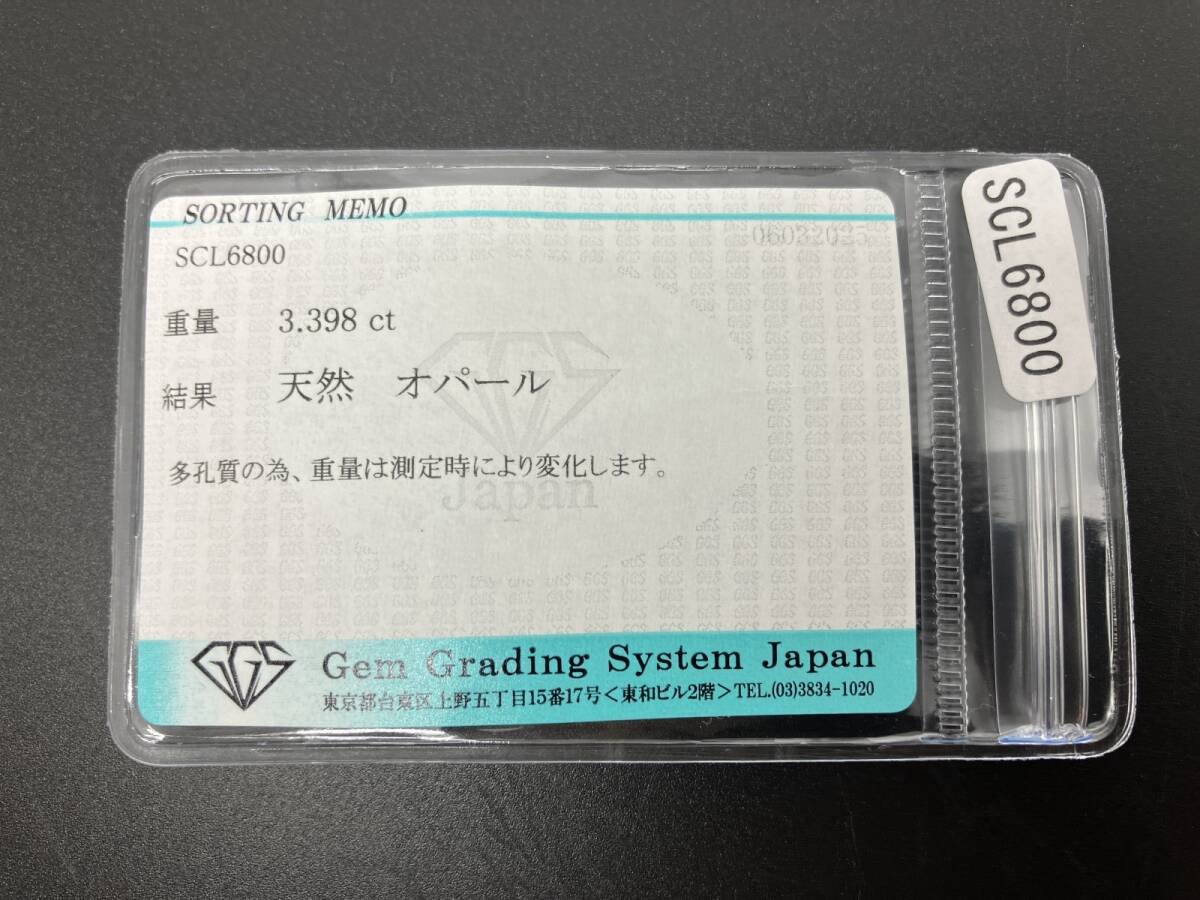 SORTING MEMO
06032025
SCL6800
重量 3.398 ct
結果 天然 オパール
多孔質の為、重量は測定時により変化します。
GGS
Japan
GGS Gem Grading System Japan
東京都台東区上野五丁目15番17号＜東和ビル2階＞TEL.(03)3834-1020
SCL6800